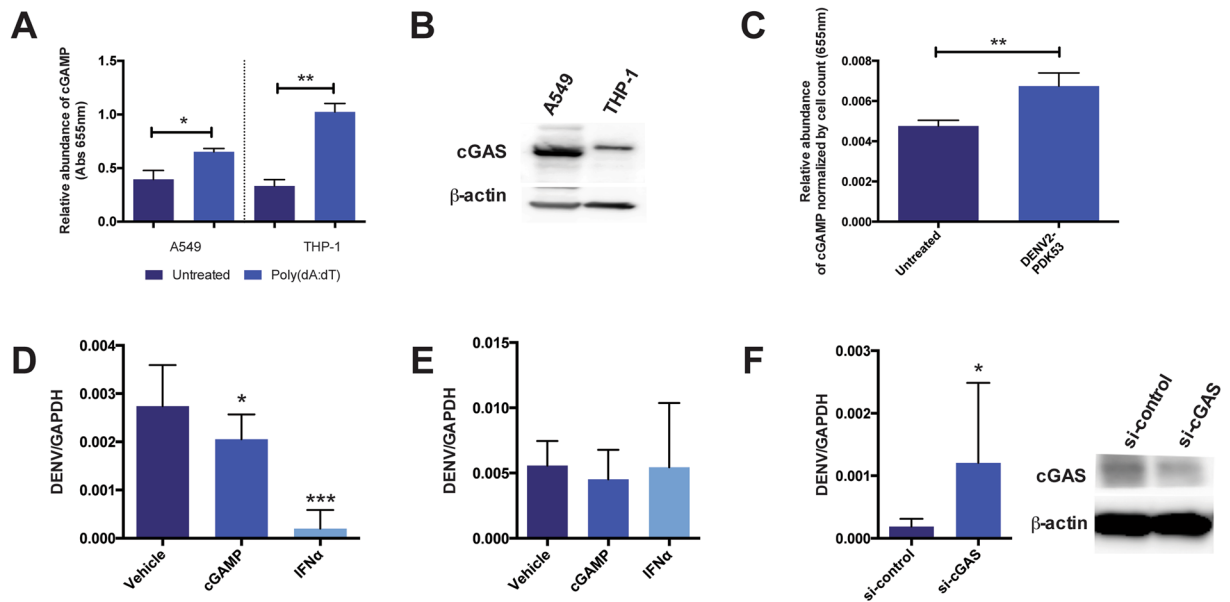 A
Relative abundance of cGAMP
(Abs 655nm)
1.5
1.0
0.5
0.0
*
**
A549
THP-1
Untreated
Poly(dA:dT)
B
A549
THP-1
cGAS
β-actin
C
Relative abundance
of cGAMP normalized by cell count (655nm)
0.008
0.006
0.004
0.002
0.000
**
Untreated
DENV2-
PDK53
D
DENV/GAPDH
0.004
0.003
0.002
0.001
0.000
*
***
Vehicle
cGAMP
IFNα
E
DENV/GAPDH
0.015
0.010
0.005
0.000
Vehicle
cGAMP
IFNα
F
DENV/GAPDH
0.003
0.002
0.001
0.000
*
si-control
si-cGAS
si-control
si-cGAS
cGAS
β-actin